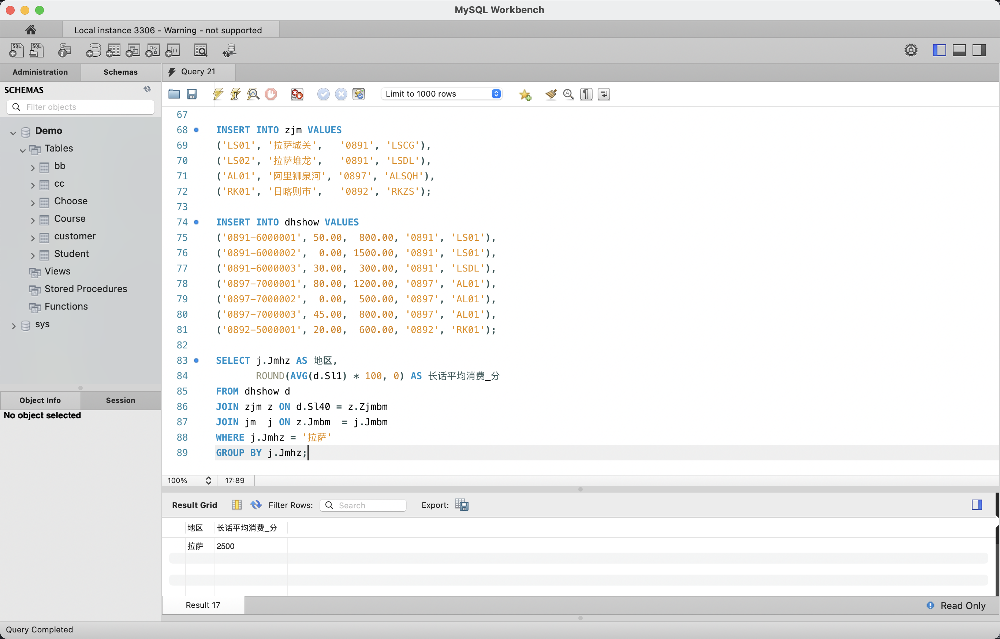 MySQL Workbench
Local instance 3306 - Warning - not supported
Administration
Schemas
Query 21
SCHEMAS
Filter objects
Limit to 1000 rows
Demo
Tables
bb
cc
Choose
Course
customer
Student
Views
Stored Procedures
Functions
sys
Object Info
Session
No object selected
67
68 INSERT INTO zjm VALUES
69 ('LS01', '拉萨城关', '0891', 'LSCG'),
70 ('LS02', '拉萨堆龙', '0891', 'LSDL'),
71 ('AL01', '阿里狮泉河', '0897', 'ALSQH'),
72 ('RK01', '日喀则市', '0892', 'RKZS');
73
74 INSERT INTO dhshow VALUES
75 ('0891-6000001', 50.00, 800.00, '0891', 'LS01'),
76 ('0891-6000002', 0.00, 1500.00, '0891', 'LS01'),
77 ('0891-6000003', 30.00, 300.00, '0891', 'LSDL'),
78 ('0897-7000001', 80.00, 1200.00, '0897', 'AL01'),
79 ('0897-7000002', 0.00, 500.00, '0897', 'AL01'),
80 ('0897-7000003', 45.00, 800.00, '0897', 'AL01'),
81 ('0892-5000001', 20.00, 600.00, '0892', 'RK01');
82
83 SELECT j.Jmhz AS 地区,
84 ROUND(AVG(d.Sl1) * 100, 0) AS 长话平均消费_分
85 FROM dhshow d
86 JOIN zjm z ON d.Sl40 = z.Zjmbm
87 JOIN jm j ON z.Jmbm = j.Jmbm
88 WHERE j.Jmhz = '拉萨'
89 GROUP BY j.Jmhz;
100%
17:89
Result Grid
Filter Rows:
Search
Export:
地区 长话平均消费_分
拉萨 2500
Result 17
Read Only
Query Completed